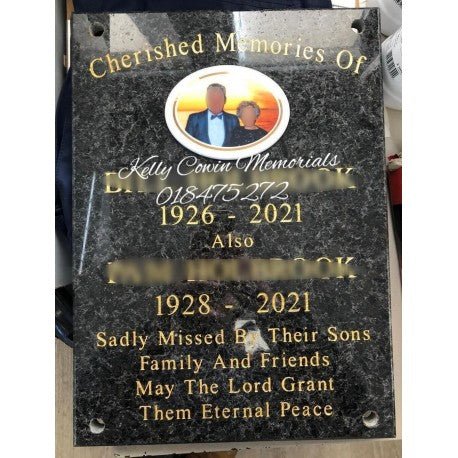 Cherished Memories Of
Kelly Cowin Memorials
018475272
1926 - 2021
Also
1928 - 2021
Sadly Missed By Their Sons
Family And Friends
May The Lord Grant
Them Eternal Peace